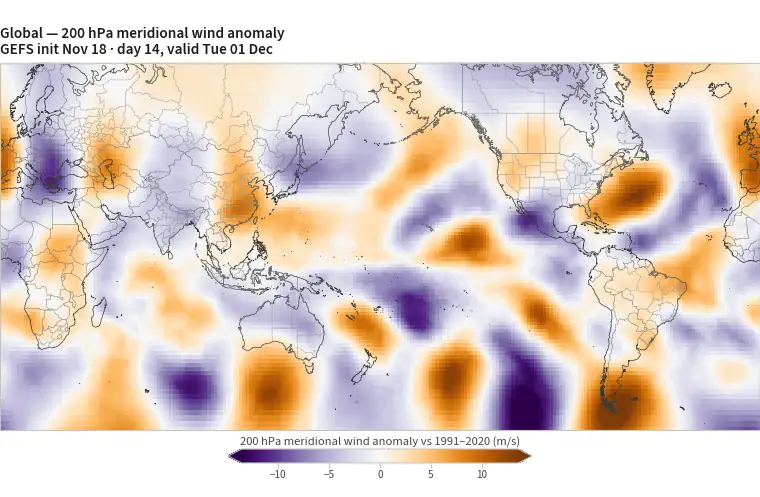 Global — 200 hPa meridional wind anomaly
GEFS init Nov 18 · day 14, valid Tue 01 Dec
200 hPa meridional wind anomaly vs 1991–2020 (m/s)
−10 −5 0 5 10